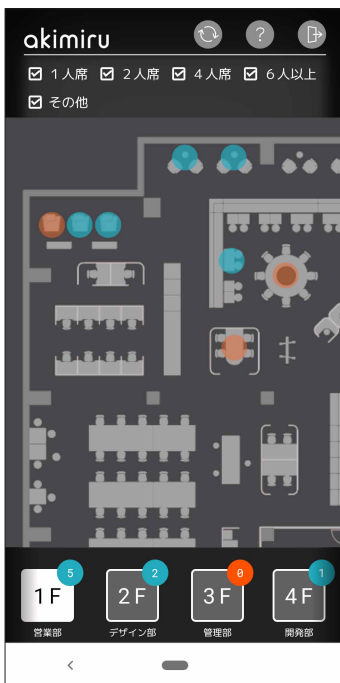 akimiru
?
1人席 2人席 4人席 6人以上
その他
5 2 0 1
1F 2F 3F 4F
営業部 デザイン部 管理部 開発部